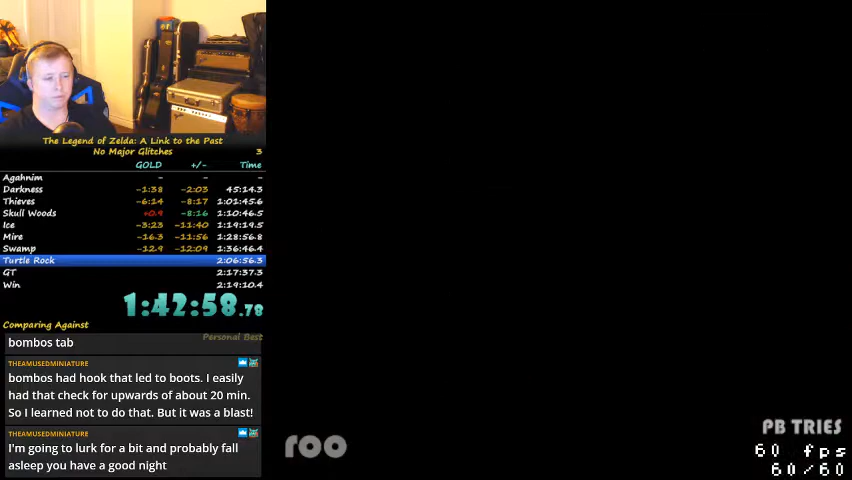 The Legend of Zelda: A Link to the Past
No Major Glitches 3
GOLD +/- Time
Agahnim - - -
Darkness -1:38 -2:03 45:14.3
Thieves -6:14 -8:17 1:01:45.6
Skull Woods +0.9 -8:16 1:10:46.5
Ice -3:23 -11:40 1:19:19.5
Mire -16.3 -11:56 1:28:56.8
Swamp -12.9 -12:09 1:36:46.4
Turtle Rock 2:06:56.3
GT 2:17:37.3
Win 2:19:10.4
1:42:58.78
Comparing Against
Personal Best
bombos tab
THEAMUSEDMINIATURE
bombos had hook that led to boots. I easily
had that check for upwards of about 20 min.
So I learned not to do that. But it was a blast!
THEAMUSEDMINIATURE
I'm going to lurk for a bit and probably fall
asleep you have a good night
roo
PB TRIES
60 fps
60/60